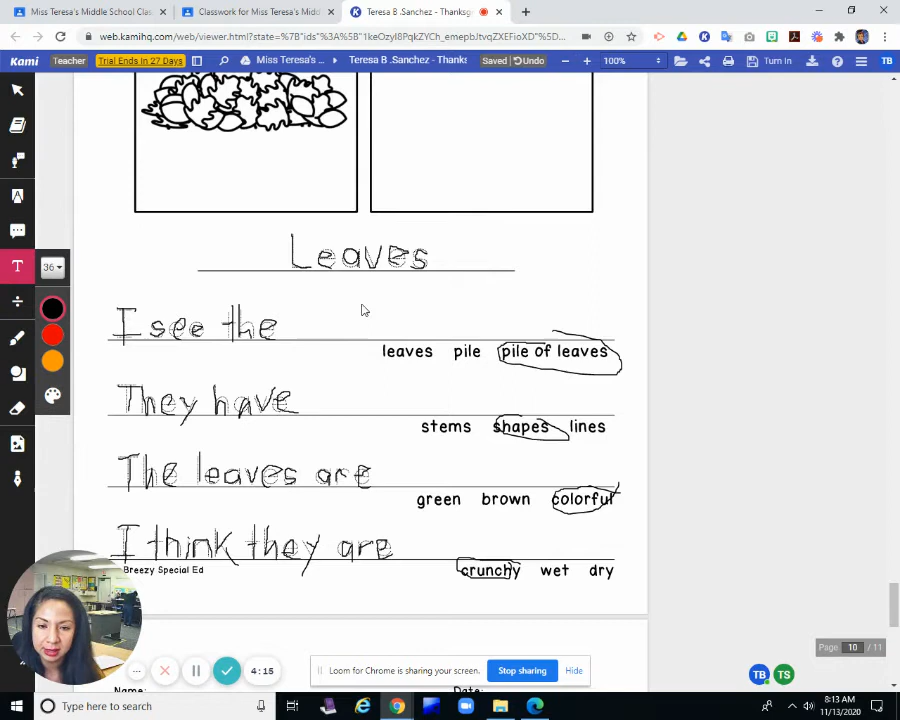 Miss Teresa's Middle School Clas
Classwork for Miss Teresa's Middl
Teresa B .Sanchez - Thanksg
web.kamihq.com/web/viewer.html?state=%7B"ids"%3A%5B"1keOyI8PqkZYCh_emepbJtvqZXEFioXD"%5D%...
Kami
Teacher
Trial Ends In 27 Days
Miss Teresa's ...
Teresa B .Sanchez - Thanks
Saved
Undo
100%
Turn In
TB
T
36
Leaves
I see the
leaves pile pile of leaves
They have
stems shapes lines
The leaves are
green brown colorful
I think they are
crunchy wet dry
Breezy Special Ed
Page 10 / 11
4:15
Loom for Chrome is sharing your screen.
Stop sharing
Hide
TB TS
Name:
Date:
Type here to search
8:13 AM
11/13/2020